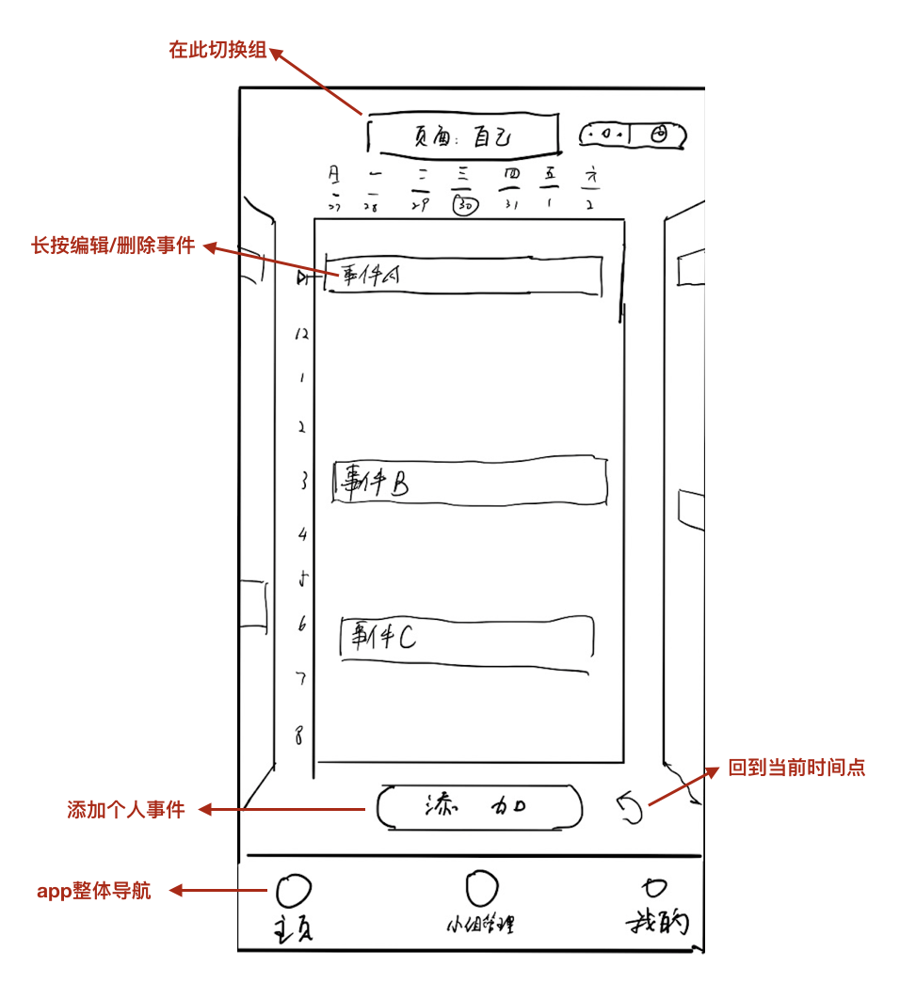 在此切换组
页面：自己
日 一 二 三 四 五 六
27 28 29 30 31 1 2
长按编辑/删除事件
事件A
12
1
2
3 事件B
4
5
6 事件C
7
8
回到当前时间点
添加个人事件
添 加
app整体导航
主页 小组管理 我的